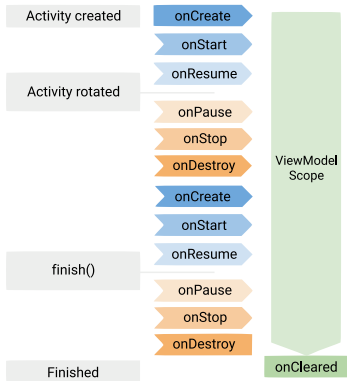 Activity created
onCreate
onStart
onResume
Activity rotated
onPause
onStop
onDestroy
onCreate
onStart
onResume
finish()
onPause
onStop
onDestroy
Finished
ViewModel
Scope
onCleared